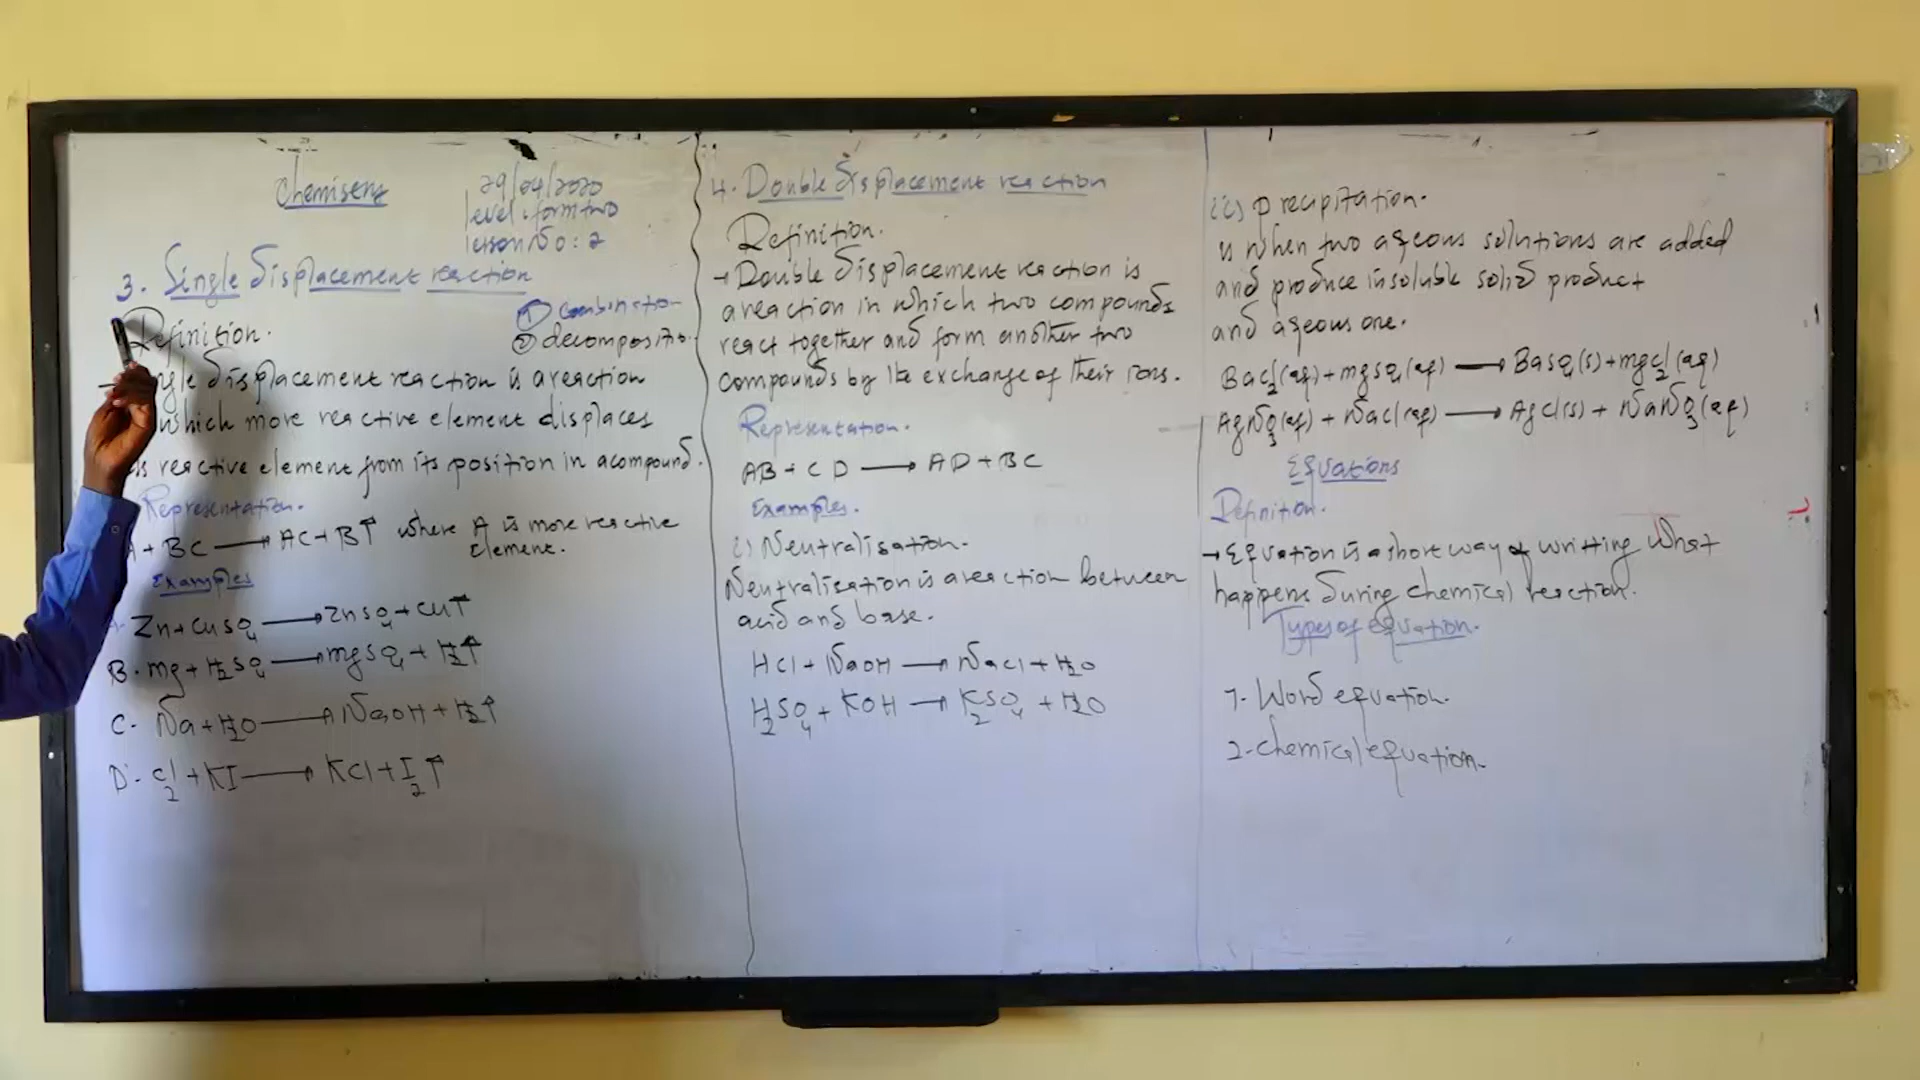 Chemistry
29/04/2020
level: form two
lesson No: 2
3. Single displacement reaction
① combination
② decomposition
Definition.
displacement reaction is a reaction
which more reactive element displaces
reactive element from its position in a compound.
Representation.
A + BC → AC + B↑ where A is more reactive
element.
Examples
A. Zn + CuSO4 → ZnSO4 + Cu↑
B. Mg + H2SO4 → MgSO4 + H2↑
C. Na + H2O → NaOH + H2↑
D. Cl2 + KI → KCl + I2↑
4. Double displacement reaction
Definition.
→ Double displacement reaction is
a reaction in which two compounds
react together and form another two
compounds by the exchange of their ions.
Representation.
AB + CD → AD + BC
Examples.
i) Neutralisation.
Neutralisation is a reaction between
acid and base.
HCl + NaOH → NaCl + H2O
H2SO4 + KOH → K2SO4 + H2O
ii) Precipitation.
is when two aqeous solutions are added
and produce insoluble solid product
and aqeous one.
BaCl2(aq) + MgSO4(aq) → BaSO4(s) + MgCl2(aq)
AgNO3(aq) + NaCl(aq) → AgCl(s) + NaNO3(aq)
Equations
Definition.
→ Equation is a short way of writting what
happens during chemical reaction.
Types of equation.
1. Word equation.
2. chemical equation.